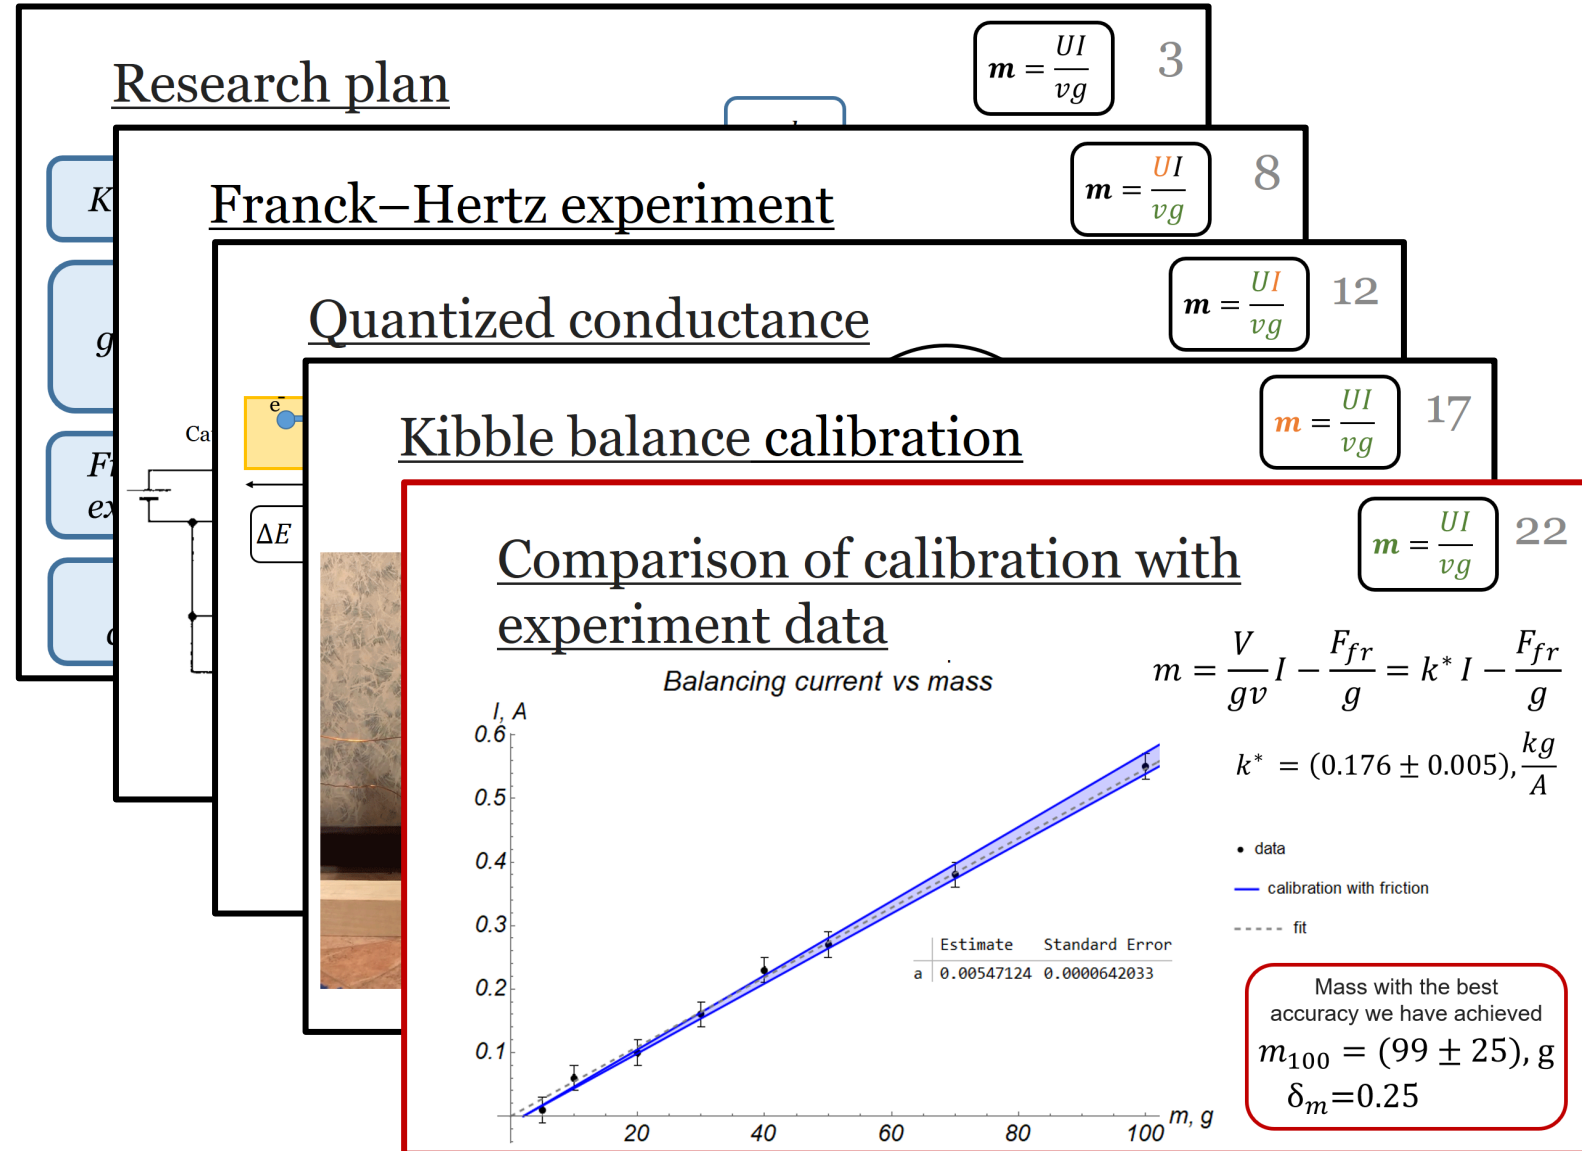 Research plan
m = UI / vg
3
K
g
Franck–Hertz experiment
m = UI / vg
8
Quantized conductance
m = UI / vg
12
e⁻
ΔE
Kibble balance calibration
m = UI / vg
17
Comparison of calibration with
experiment data
m = UI / vg
22
m = V/gv I − F_fr/g = k* I − F_fr/g
k* = (0.176 ± 0.005), kg/A
Balancing current vs mass
I, A
0.6
0.5
0.4
0.3
0.2
0.1
20 40 60 80 100
m, g
Estimate Standard Error
a 0.00547124 0.0000642033
data
calibration with friction
fit
Mass with the best
accuracy we have achieved
m₁₀₀ = (99 ± 25), g
δₘ=0.25